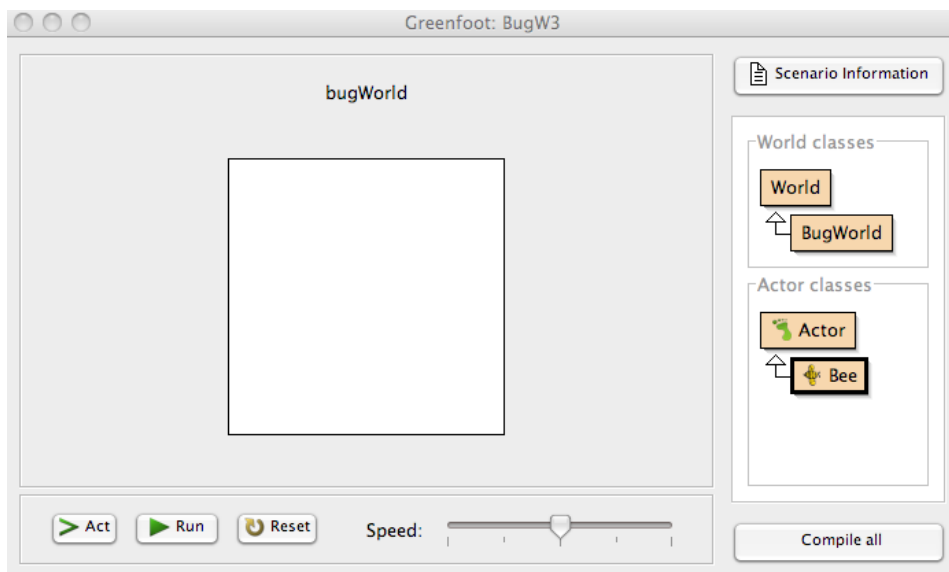 Greenfoot: BugW3
bugWorld
Scenario Information
World classes
World
BugWorld
Actor classes
Actor
Bee
Act
Run
Reset
Speed:
Compile all